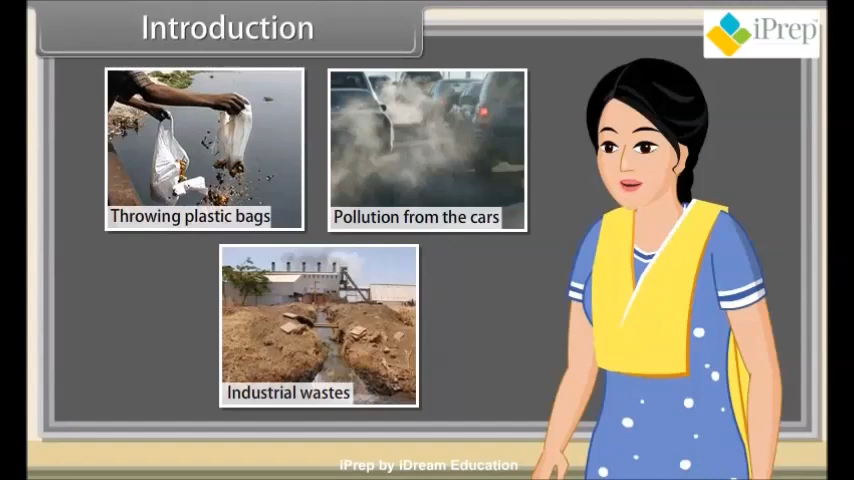 Introduction
iPrep
Throwing plastic bags
Pollution from the cars
Industrial wastes
iPrep by iDream Education